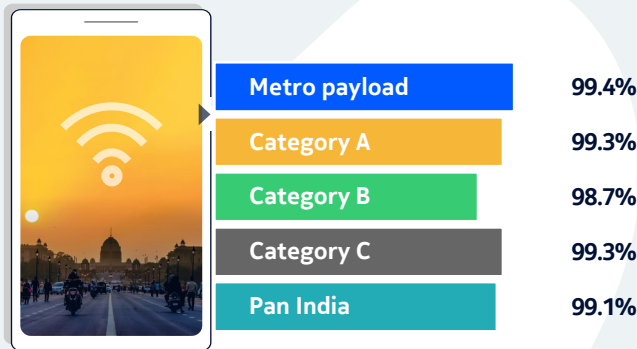 Metro payload 99.4%
Category A 99.3%
Category B 98.7%
Category C 99.3%
Pan India 99.1%